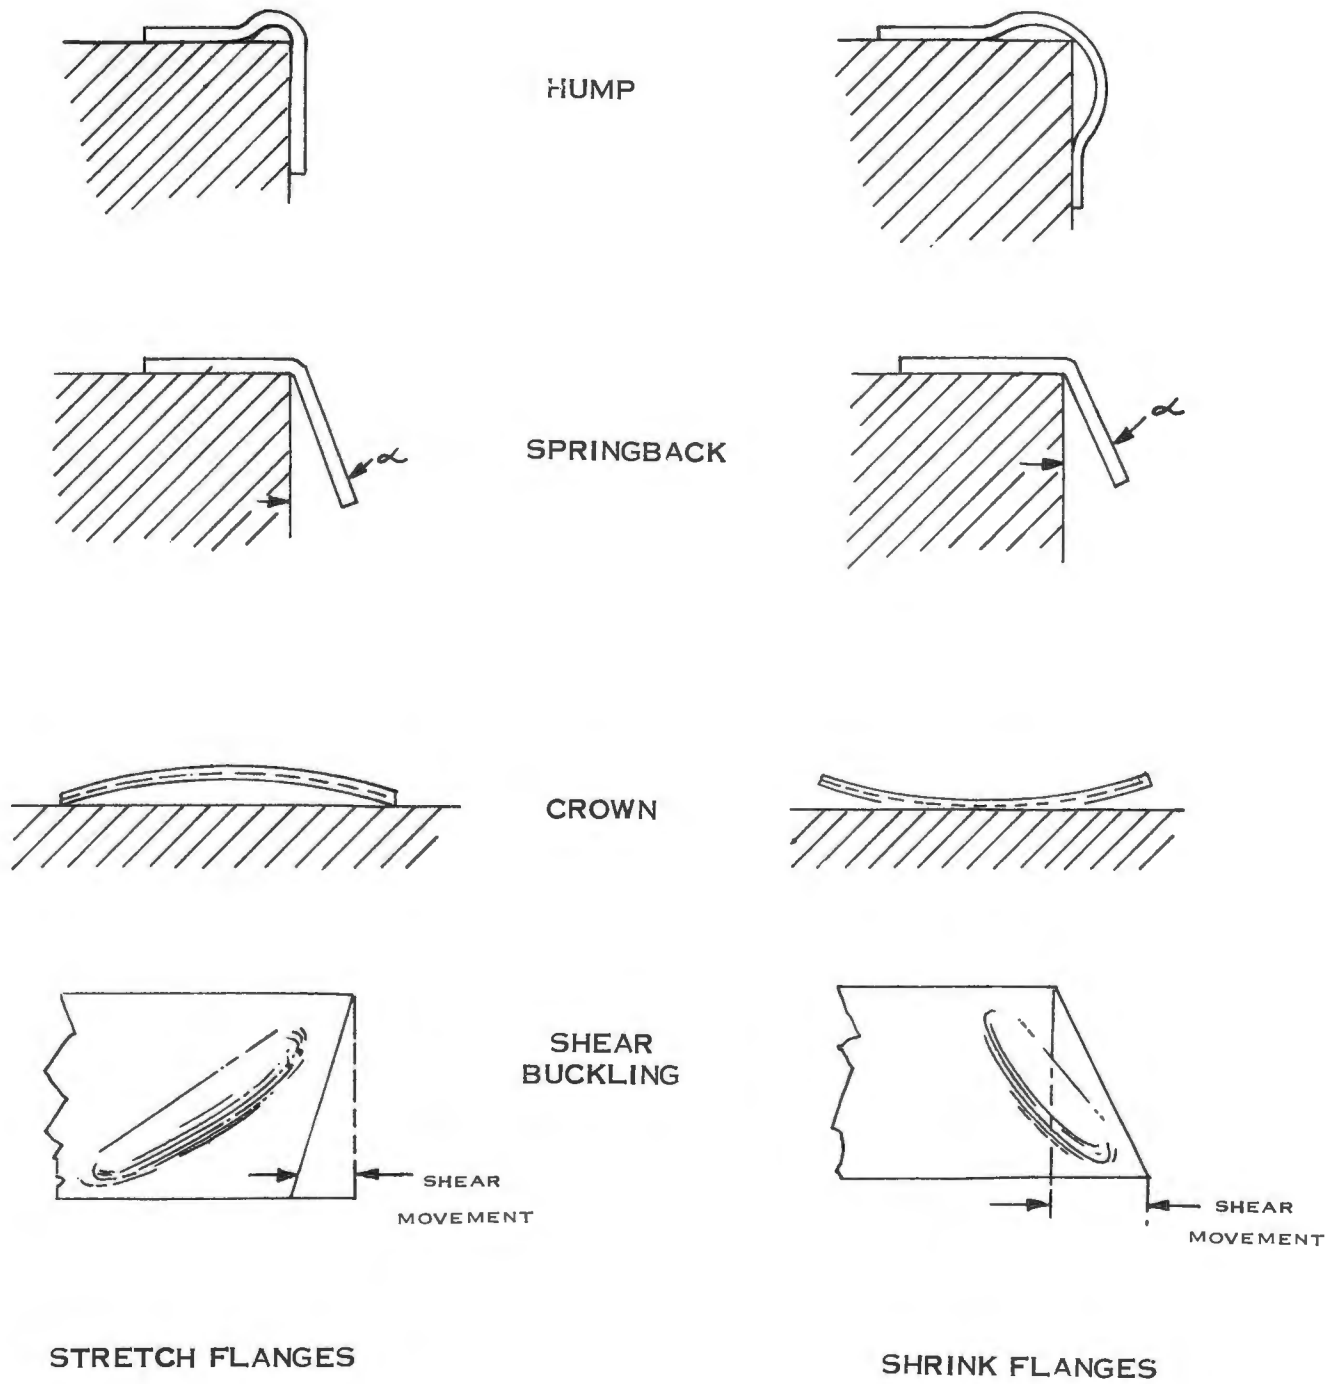 HUMP
α
SPRINGBACK
α
CROWN
SHEAR
BUCKLING
SHEAR
MOVEMENT
SHEAR
MOVEMENT
STRETCH FLANGES
SHRINK FLANGES